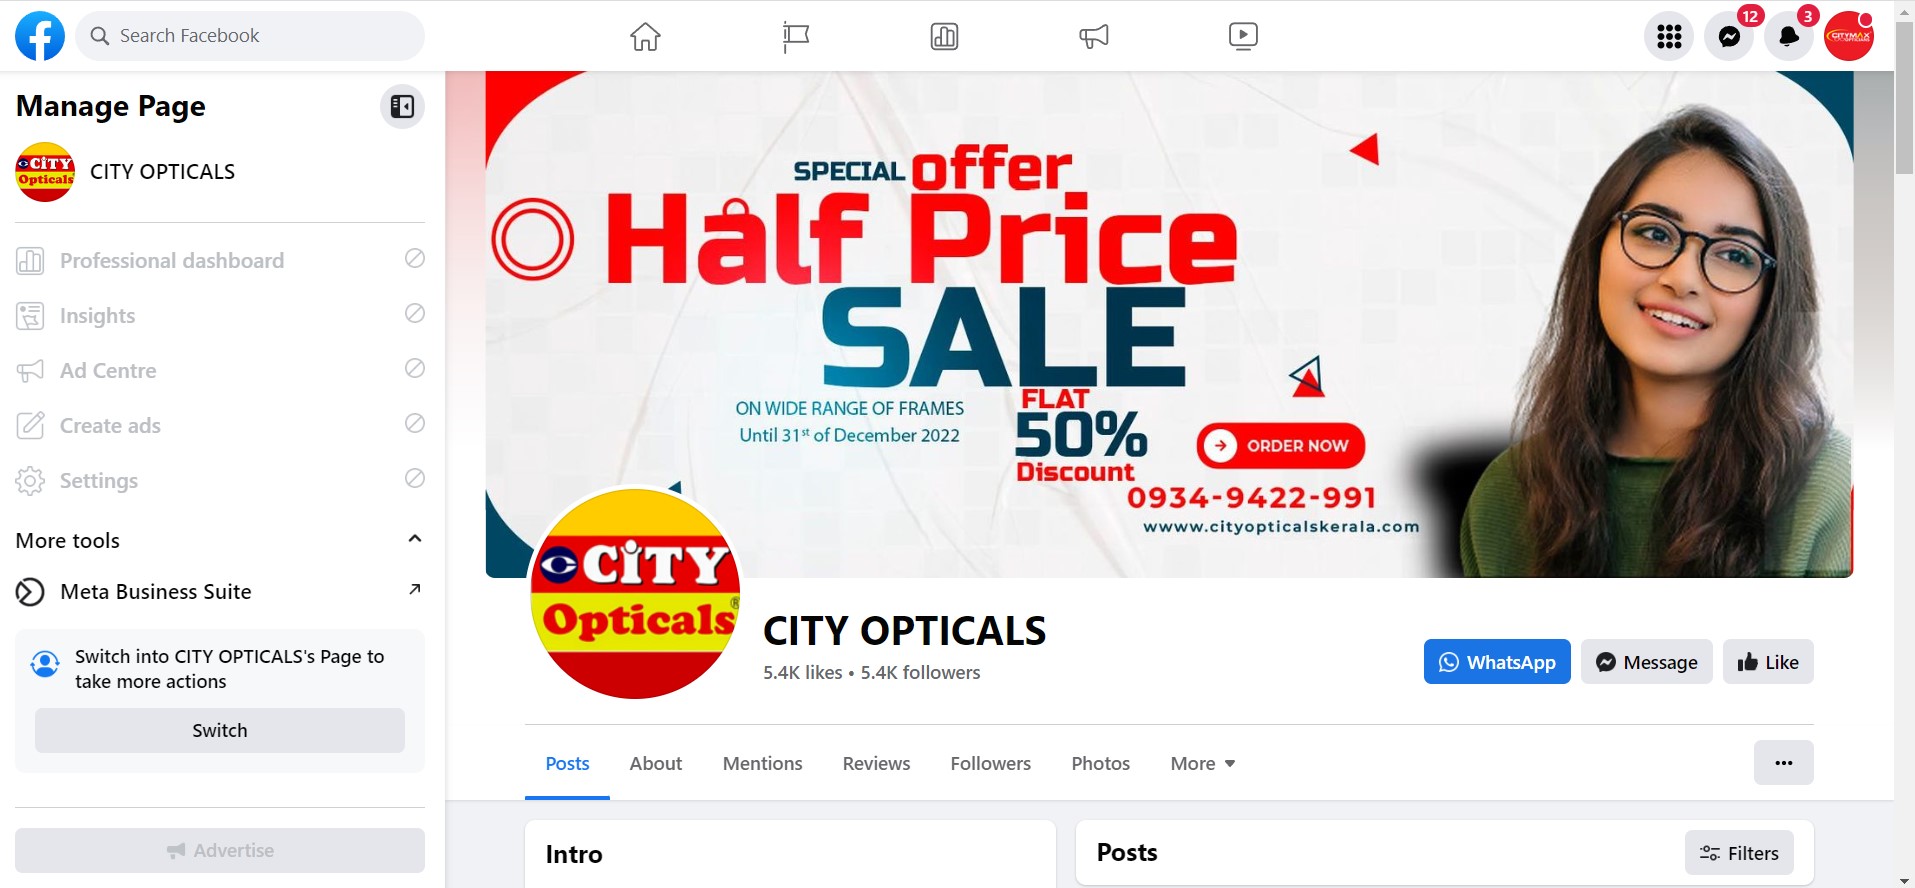 Search Facebook
12
3
CITYMAX
Manage Page
CITY
Opticals
CITY OPTICALS
Professional dashboard
Insights
Ad Centre
Create ads
Settings
More tools
Meta Business Suite
Switch into CITY OPTICALS's Page to
take more actions
Switch
Advertise
SPECIAL offer
Half Price
SALE
ON WIDE RANGE OF FRAMES
Until 31st of December 2022
FLAT
50%
Discount
ORDER NOW
0934-9422-991
www.cityopticalskerala.com
CITY
Opticals®
CITY OPTICALS
5.4K likes • 5.4K followers
WhatsApp
Message
Like
Posts
About
Mentions
Reviews
Followers
Photos
More
Intro
Posts
Filters